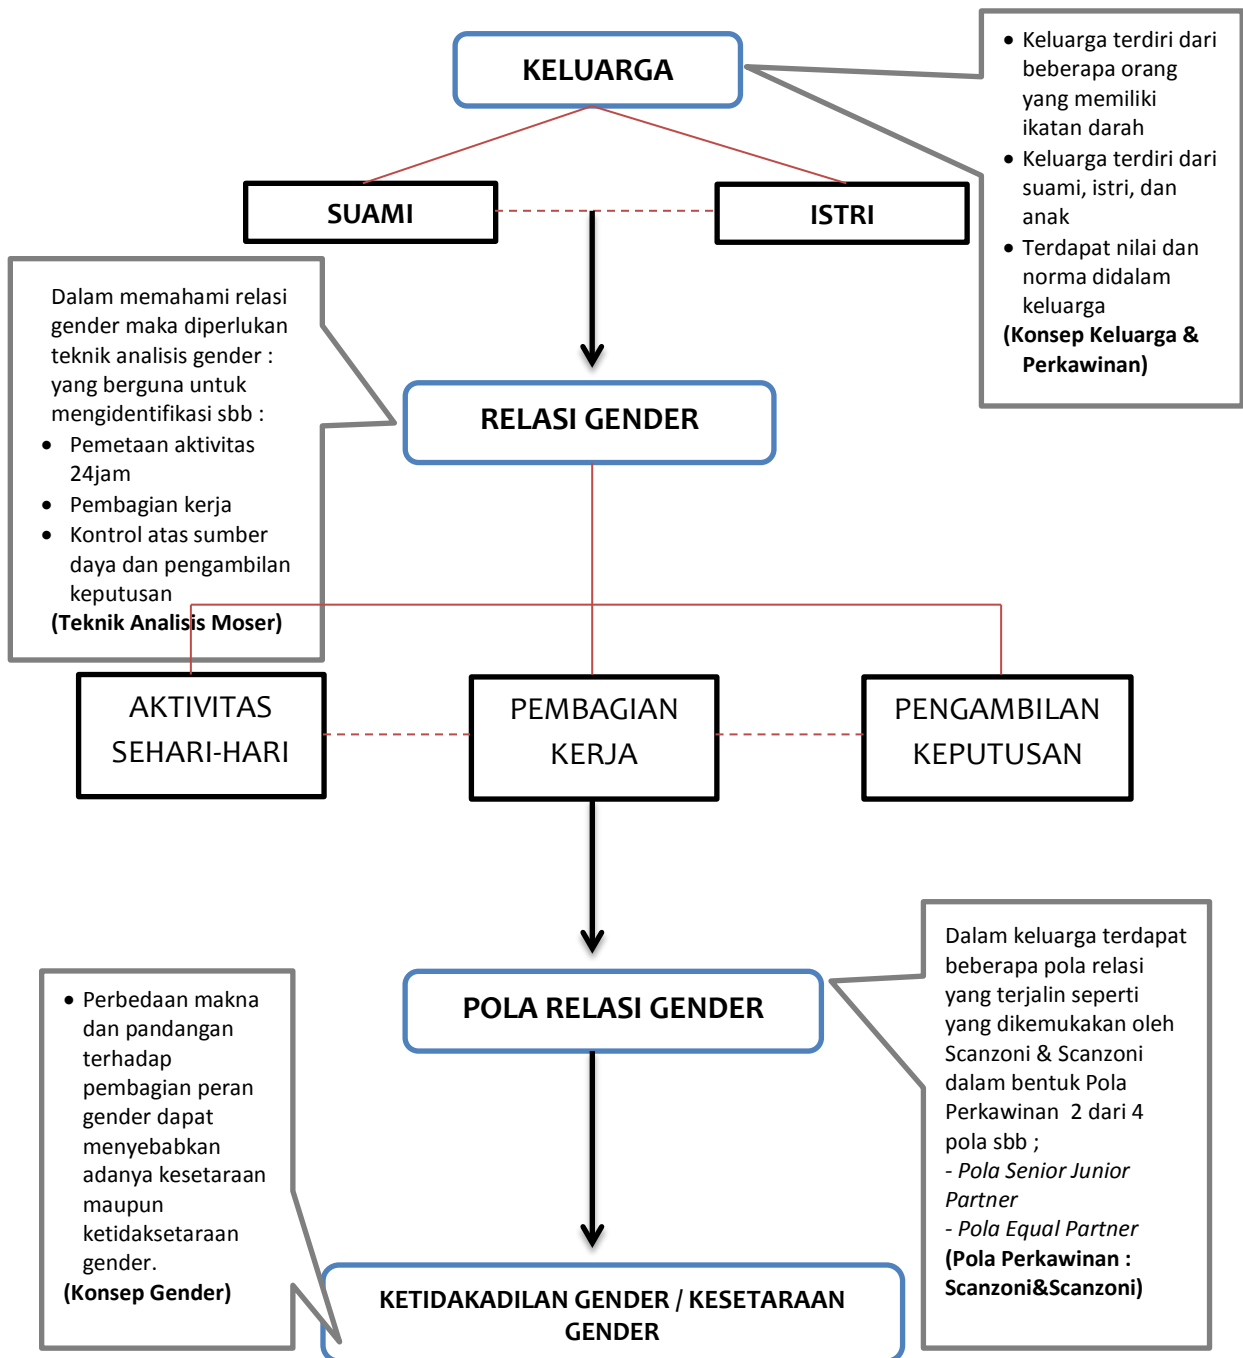 KELUARGA
• Keluarga terdiri dari
beberapa orang
yang memiliki
ikatan darah
• Keluarga terdiri dari
suami, istri, dan
anak
• Terdapat nilai dan
norma didalam
keluarga
(Konsep Keluarga &
Perkawinan)
SUAMI
ISTRI
Dalam memahami relasi
gender maka diperlukan
teknik analisis gender :
yang berguna untuk
mengidentifikasi sbb :
• Pemetaan aktivitas
24jam
• Pembagian kerja
• Kontrol atas sumber
daya dan pengambilan
keputusan
(Teknik Analisis Moser)
RELASI GENDER
AKTIVITAS
SEHARI-HARI
PEMBAGIAN
KERJA
PENGAMBILAN
KEPUTUSAN
Dalam keluarga terdapat
beberapa pola relasi
yang terjalin seperti
yang dikemukakan oleh
Scanzoni & Scanzoni
dalam bentuk Pola
Perkawinan 2 dari 4
pola sbb ;
- Pola Senior Junior
Partner
- Pola Equal Partner
(Pola Perkawinan :
Scanzoni&Scanzoni)
POLA RELASI GENDER
• Perbedaan makna
dan pandangan
terhadap
pembagian peran
gender dapat
menyebabkan
adanya kesetaraan
maupun
ketidaksetaraan
gender.
(Konsep Gender)
KETIDAKADILAN GENDER / KESETARAAN
GENDER